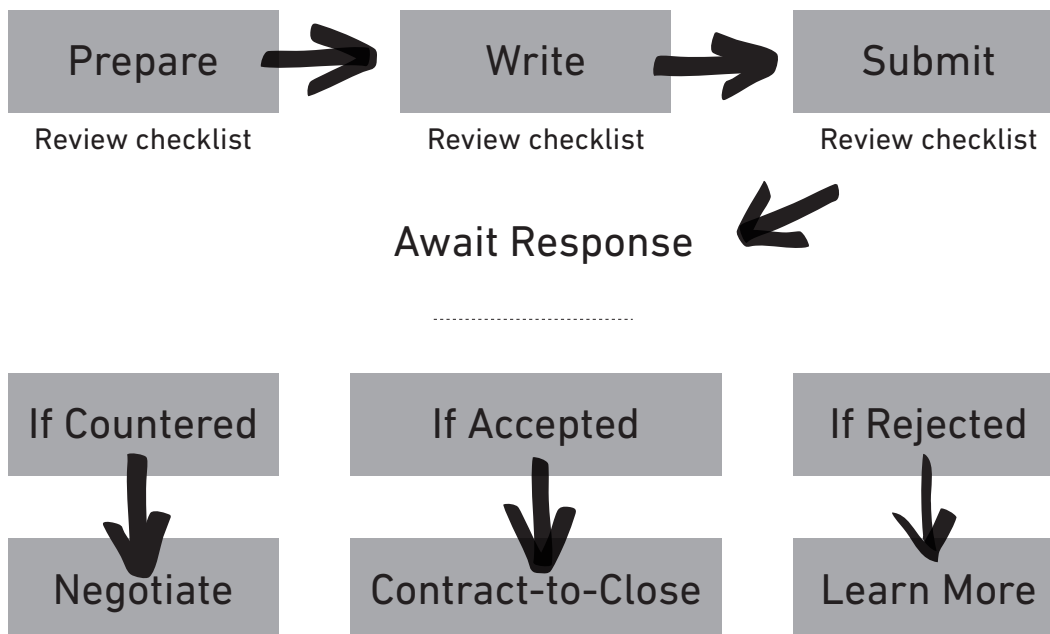 Prepare
Write
Submit
Review checklist
Review checklist
Review checklist
Await Response
If Countered
If Accepted
If Rejected
Negotiate
Contract-to-Close
Learn More